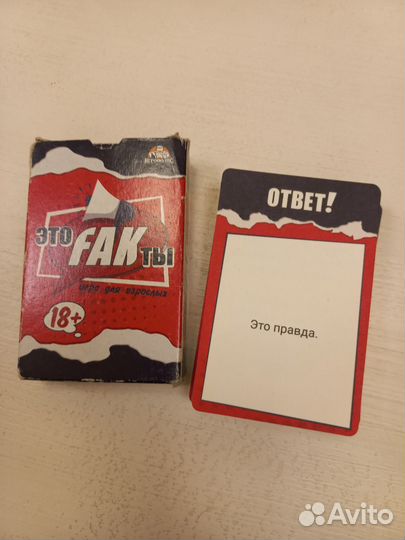 ЭТО FAKТЫ
игра для взрослых
18+
ОТВЕТ!
Это правда.
Avito